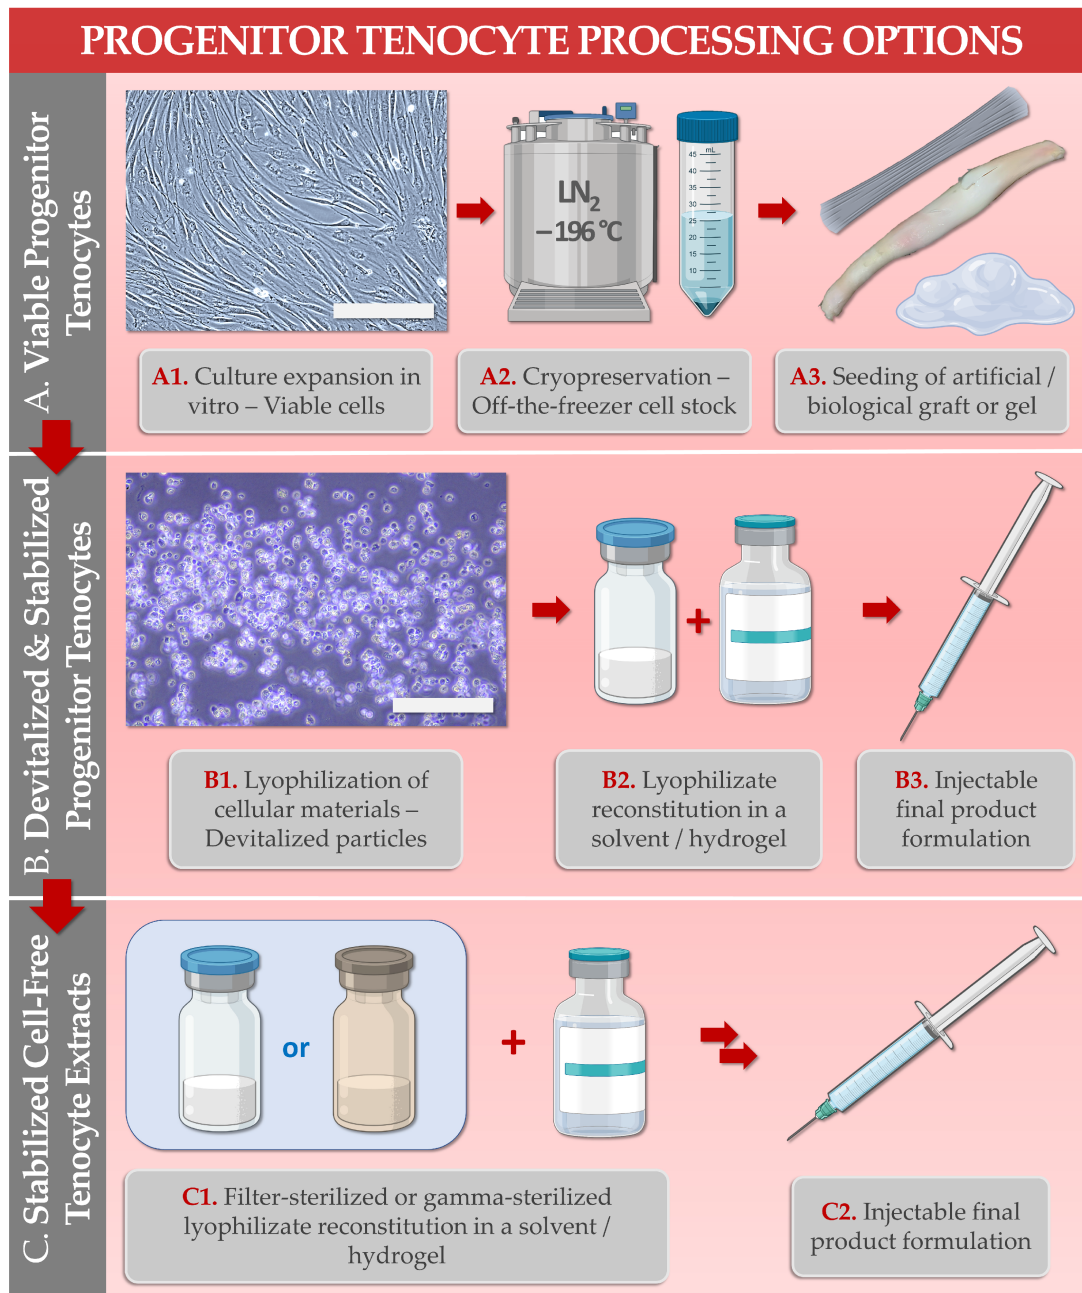 PROGENITOR TENOCYTE PROCESSING OPTIONS
A. Viable Progenitor
Tenocytes
LN2
–196 °C
mL
45
40
35
30
25
20
15
10
A1. Culture expansion in
vitro – Viable cells
A2. Cryopreservation –
Off-the-freezer cell stock
A3. Seeding of artificial /
biological graft or gel
B. Devitalized & Stabilized
Progenitor Tenocytes
+
B1. Lyophilization of
cellular materials –
Devitalized particles
B2. Lyophilizate
reconstitution in a
solvent / hydrogel
B3. Injectable
final product
formulation
C. Stabilized Cell-Free
Tenocyte Extracts
or
+
C1. Filter-sterilized or gamma-sterilized
lyophilizate reconstitution in a solvent /
hydrogel
C2. Injectable final
product formulation